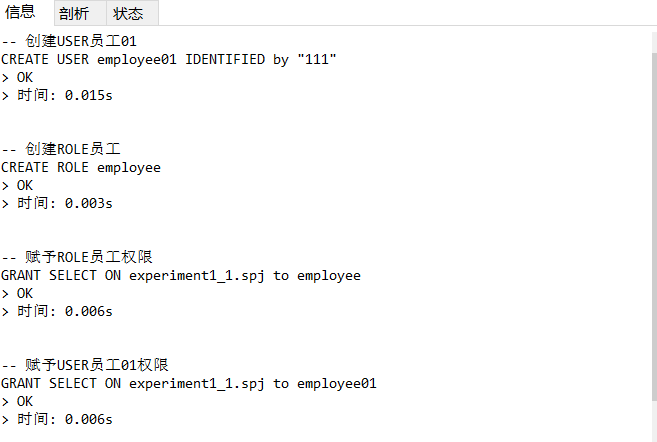 信息 剖析 状态
-- 创建USER员工01
CREATE USER employee01 IDENTIFIED by "111"
> OK
> 时间: 0.015s
-- 创建ROLE员工
CREATE ROLE employee
> OK
> 时间: 0.003s
-- 赋予ROLE员工权限
GRANT SELECT ON experiment1_1.spj to employee
> OK
> 时间: 0.006s
-- 赋予USER员工01权限
GRANT SELECT ON experiment1_1.spj to employee01
> OK
> 时间: 0.006s